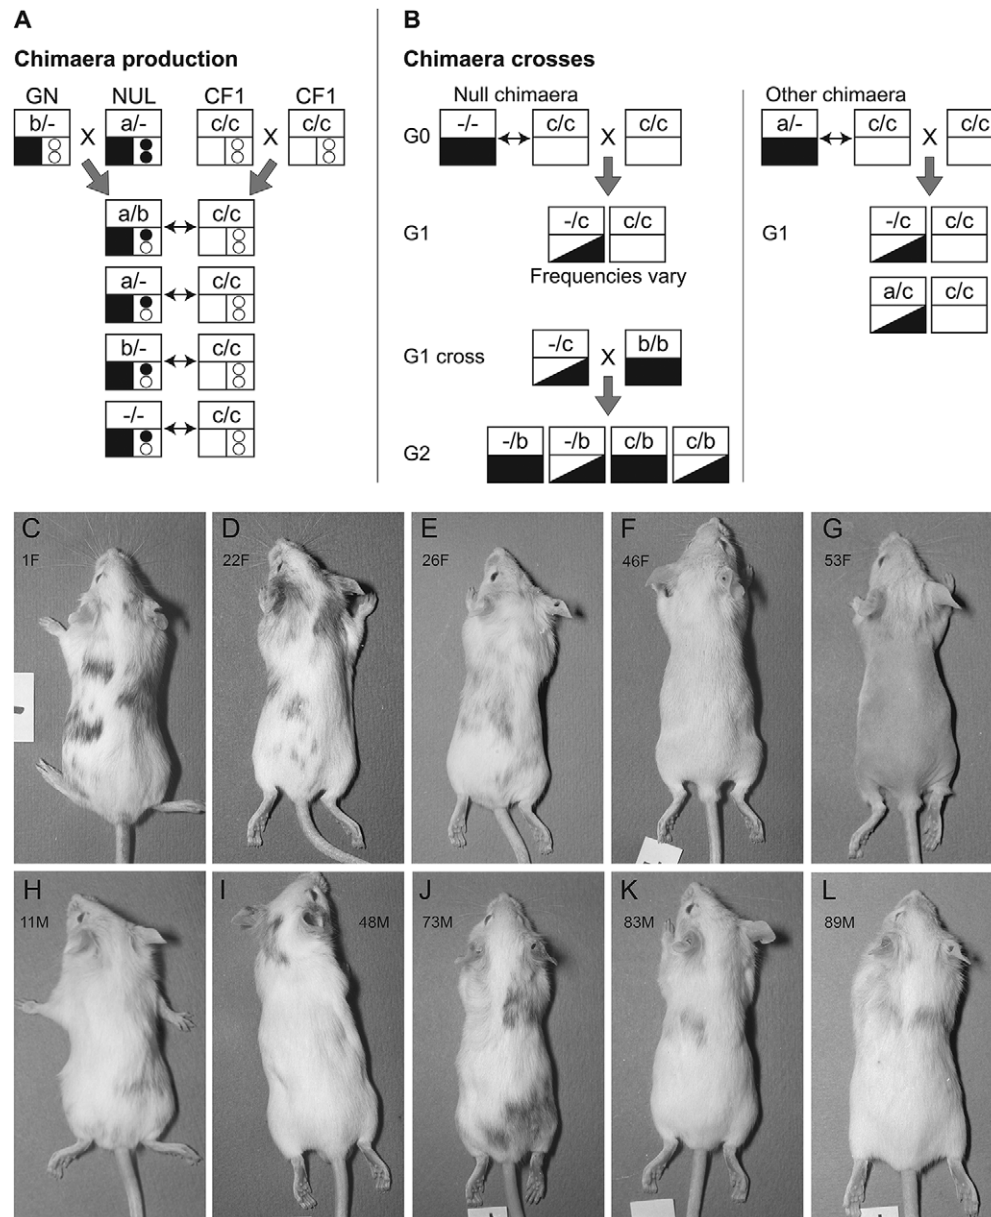 A
Chimaera production
GN NUL CF1 CF1
b/- X a/- c/c X c/c
a/b c/c
a/- c/c
b/- c/c
-/- c/c
B
Chimaera crosses
Null chimaera
G0 -/- c/c X c/c
G1 -/c c/c
Frequencies vary
G1 cross -/c X b/b
G2 -/b -/b c/b c/b
Other chimaera
a/- c/c X c/c
G1 -/c c/c
a/c c/c
C
1F
D
22F
E
26F
F
46F
G
53F
H
11M
I
48M
J
73M
K
83M
L
89M